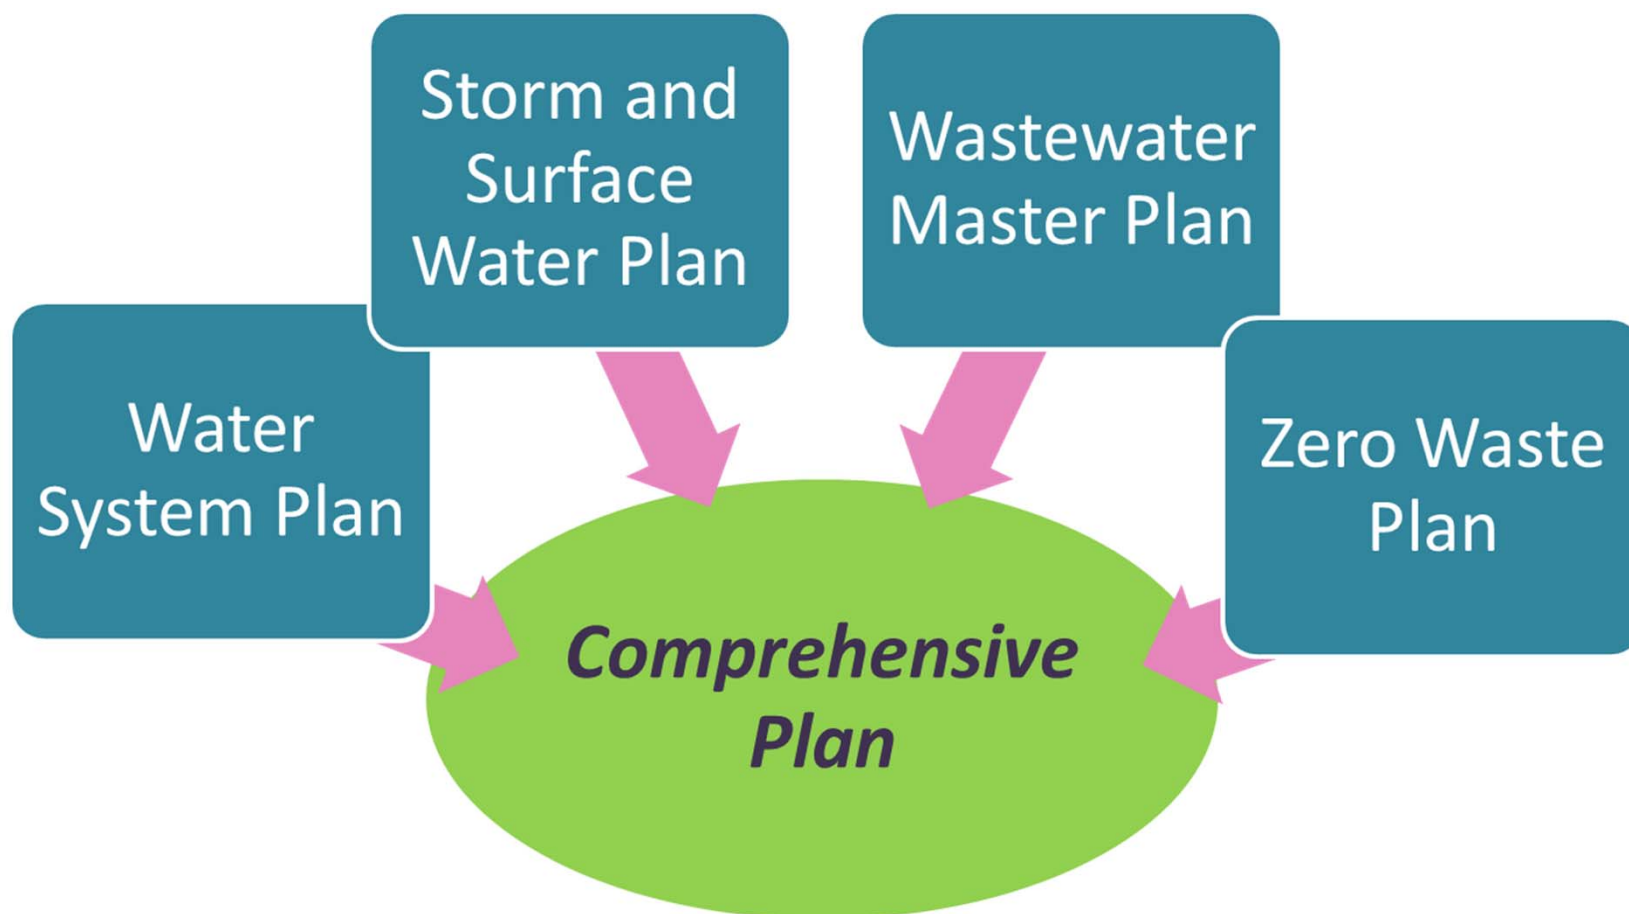 Storm and
Surface
Water Plan
Wastewater
Master Plan
Water
System Plan
Zero Waste
Plan
Comprehensive
Plan